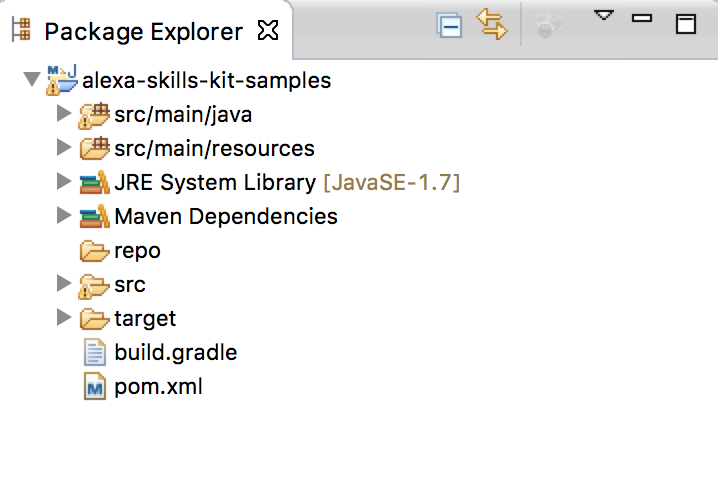 Package Explorer
alexa-skills-kit-samples
src/main/java
src/main/resources
JRE System Library [JavaSE-1.7]
Maven Dependencies
repo
src
target
build.gradle
pom.xml